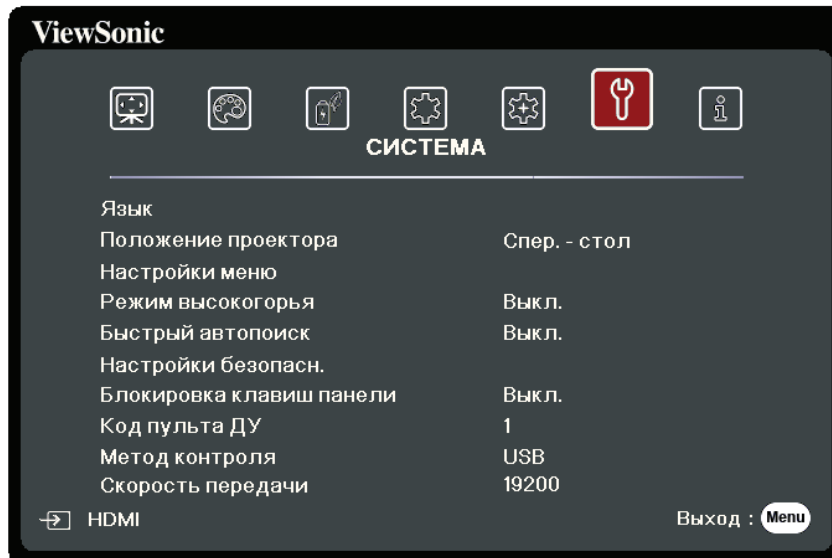 ViewSonic
СИСТЕМА
Язык
Положение проектора Спер. - стол
Настройки меню
Режим высокогорья Выкл.
Быстрый автопоиск Выкл.
Настройки безопасн.
Блокировка клавиш панели Выкл.
Код пульта ДУ 1
Метод контроля USB
Скорость передачи 19200
HDMI Выход : Menu